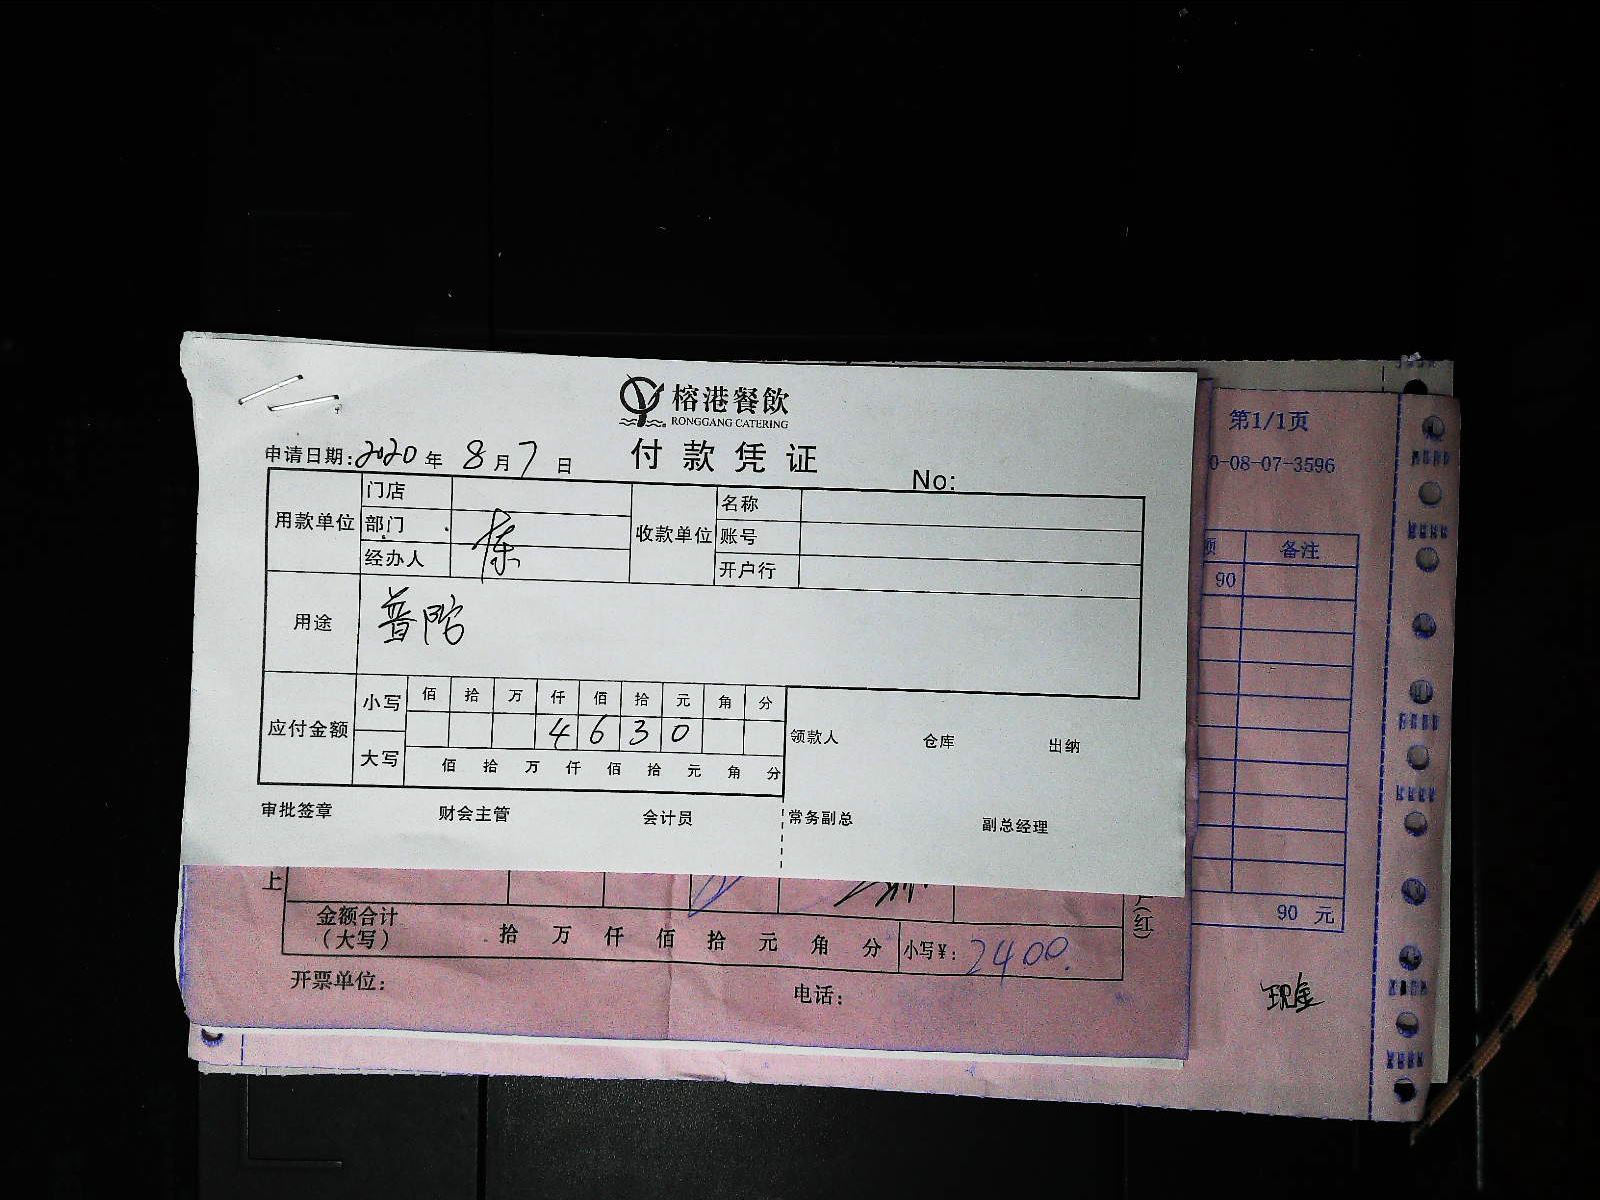 榕港餐飲
RONGGANG CATERING
付款凭证
申请日期:2020年 8月7日
No:
用款单位
门店
部门
经办人
陈
收款单位
名称
账号
开户行
用途
普陀
应付金额
小写
佰 拾 万 仟 佰 拾 元 角 分
4 6 3 0
大写
佰 拾 万 仟 佰 拾 元 角 分
领款人 仓库 出纳
审批签章 财会主管 会计员 常务副总 副总经理
上
金额合计
(大写)
拾 万 仟 佰 拾 元 角 分
小写¥: 2400.
(红)
开票单位:
电话:
第1/1页
0-08-07-3596
备注
90
90 元
现金